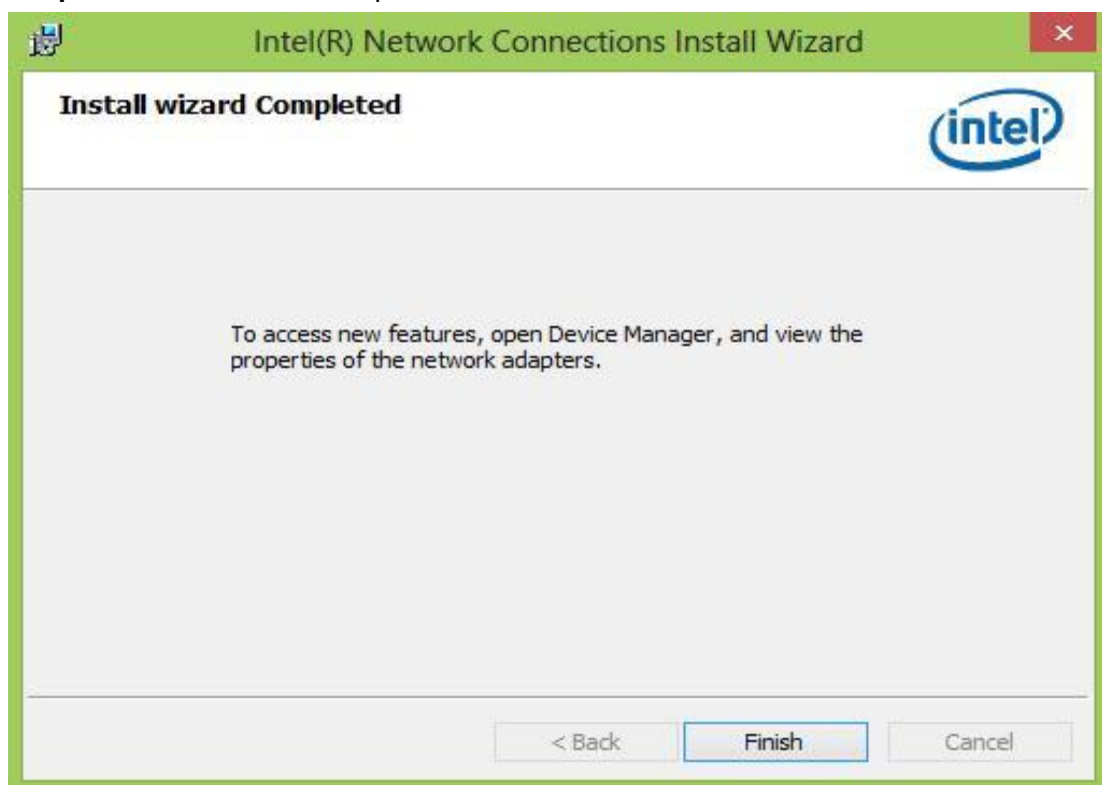 Intel(R) Network Connections Install Wizard
Install wizard Completed
intel
To access new features, open Device Manager, and view the
properties of the network adapters.
< Back
Finish
Cancel